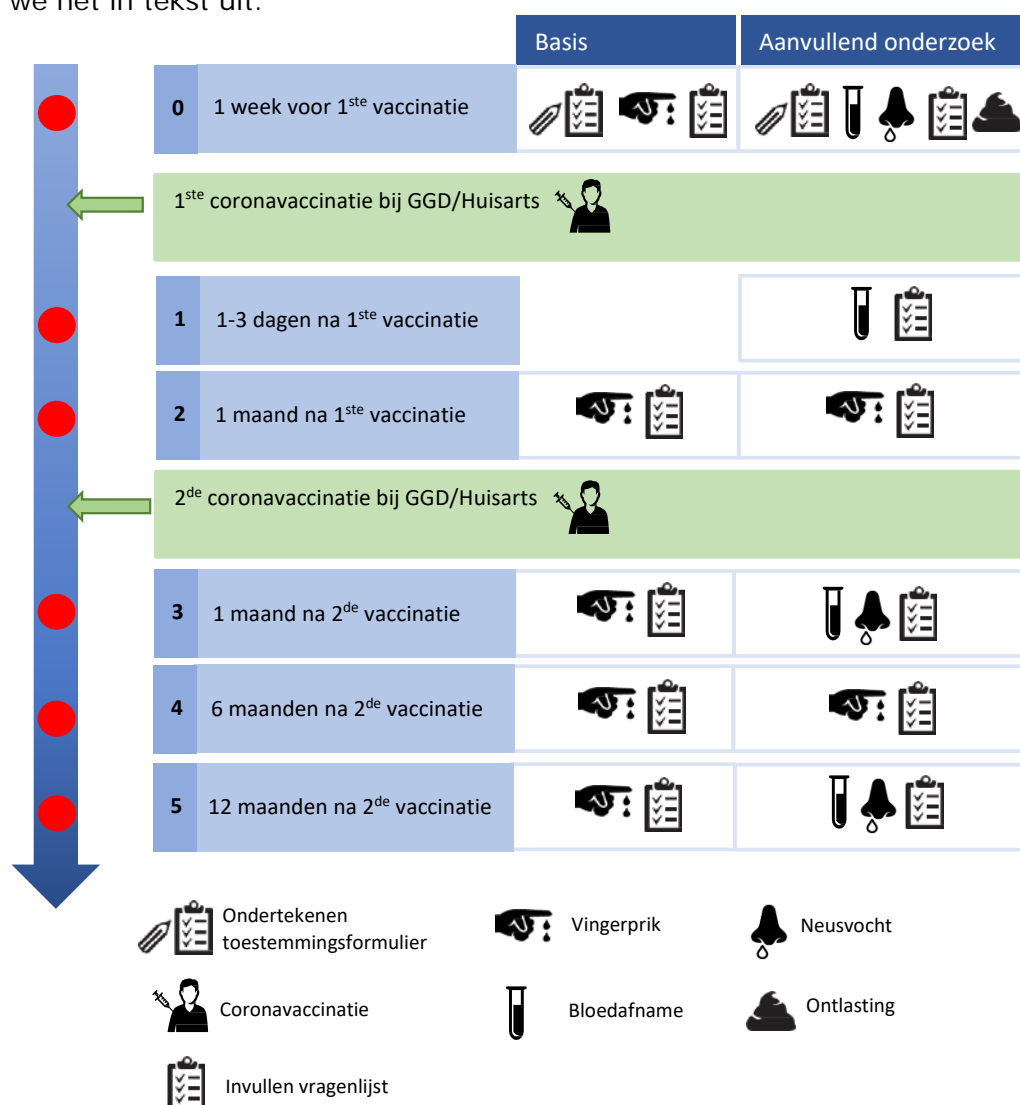 we het in tekst uit.
Basis
Aanvullend onderzoek
0
1 week voor 1ste vaccinatie
1ste coronavaccinatie bij GGD/Huisarts
1
1-3 dagen na 1ste vaccinatie
2
1 maand na 1ste vaccinatie
2de coronavaccinatie bij GGD/Huisarts
3
1 maand na 2de vaccinatie
4
6 maanden na 2de vaccinatie
5
12 maanden na 2de vaccinatie
Ondertekenen
toestemmingsformulier
Vingerprik
Neusvocht
Coronavaccinatie
Bloedafname
Ontlasting
Invullen vragenlijst